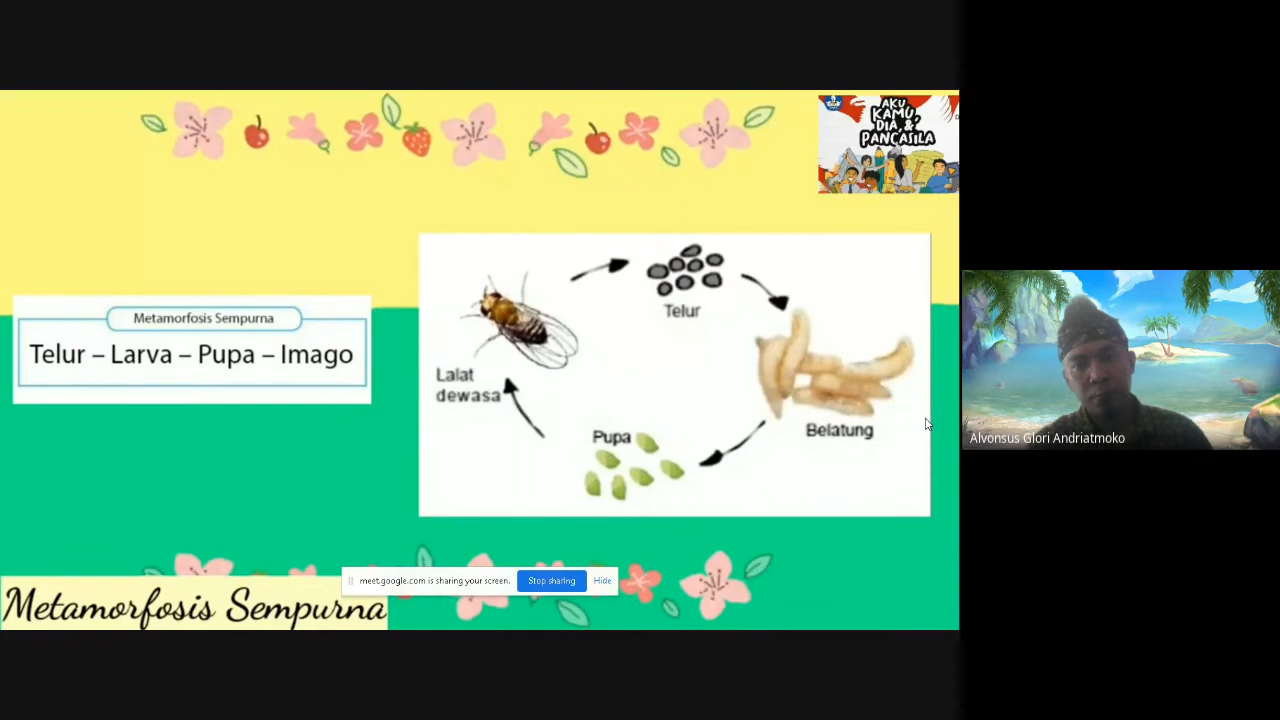 AKU
KAMU,
DIA, &
PANCASILA
Metamorfosis Sempurna
Telur – Larva – Pupa – Imago
Telur
Lalat
dewasa
Belatung
Pupa
Alvonsus Glori Andriatmoko
meet.google.com is sharing your screen.
Stop sharing
Hide
Metamorfosis Sempurna